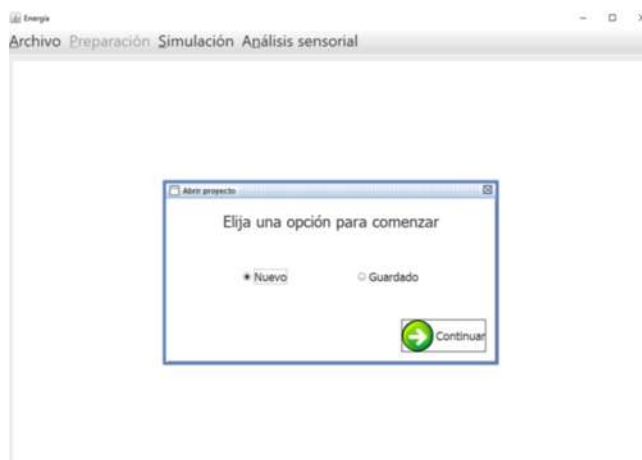 Energía
Archivo Preparación Simulación Análisis sensorial
Abrir proyecto
Elija una opción para comenzar
Nuevo Guardado
Continuar